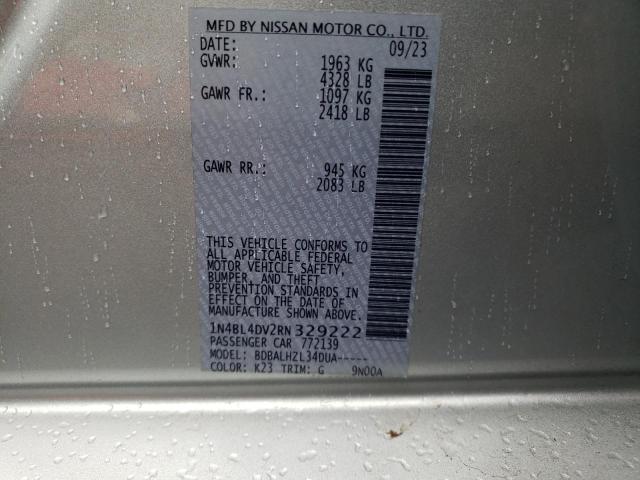 MFD BY NISSAN MOTOR CO., LTD.
DATE: 09/23
GVWR: 1963 KG
4328 LB
GAWR FR.: 1097 KG
2418 LB
GAWR RR.: 945 KG
2083 LB
THIS VEHICLE CONFORMS TO
ALL APPLICABLE FEDERAL
MOTOR VEHICLE SAFETY,
BUMPER, AND THEFT
PREVENTION STANDARDS IN
EFFECT ON THE DATE OF
MANUFACTURE SHOWN ABOVE.
1N4BL4DV2RN329222
PASSENGER CAR 772139
MODEL: BDBALHZL34DUA-----
COLOR: K23 TRIM: G 9N00A